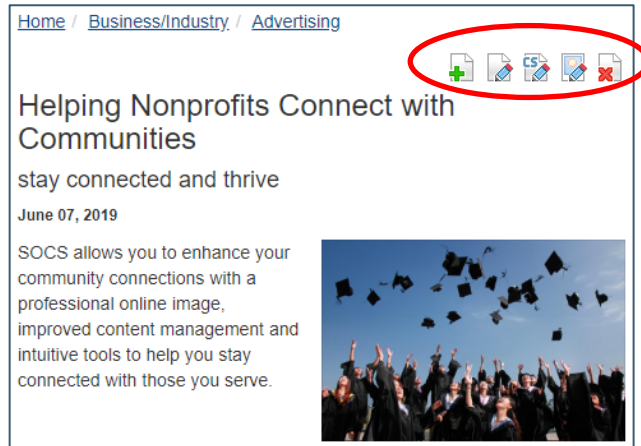 Home / Business/Industry / Advertising
CS
Helping Nonprofits Connect with
Communities
stay connected and thrive
June 07, 2019
SOCS allows you to enhance your
community connections with a
professional online image,
improved content management and
intuitive tools to help you stay
connected with those you serve.